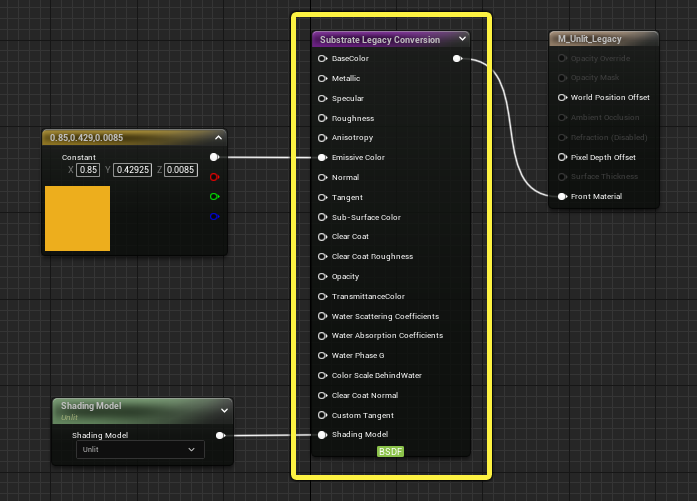 0.85,0.429,0.0085
Constant
X 0.85 Y 0.42925 Z 0.0085
Shading Model
Unlit
Shading Model
Unlit
Substrate Legacy Conversion
BaseColor
Metallic
Specular
Roughness
Anisotropy
Emissive Color
Normal
Tangent
Sub-Surface Color
Clear Coat
Clear Coat Roughness
Opacity
TransmittanceColor
Water Scattering Coefficients
Water Absorption Coefficients
Water Phase G
Color Scale BehindWater
Clear Coat Normal
Custom Tangent
Shading Model
BSDF
M_Unlit_Legacy
Opacity Override
Opacity Mask
World Position Offset
Ambient Occlusion
Refraction (Disabled)
Pixel Depth Offset
Surface Thickness
Front Material